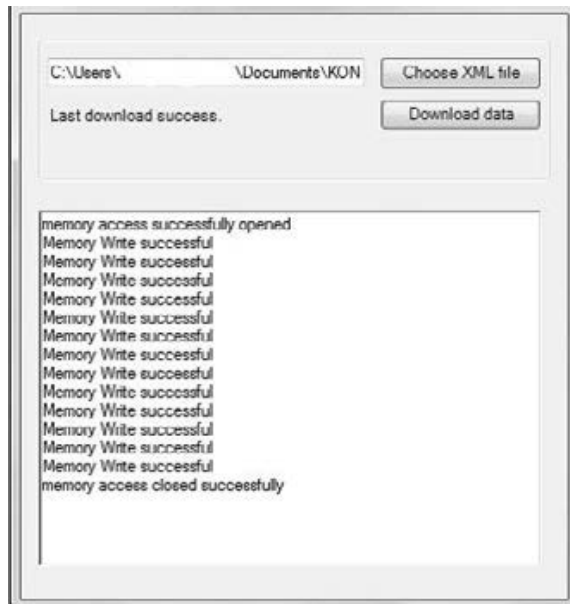 C:\Users\ \Documents\KON
Choose XML file
Last download success.
Download data
memory access successfully opened
Memory Write successful
Memory Write successful
Memory Write successful
Memory Write successful
Memory Write successful
Memory Write successful
Memory Write successful
Memory Write successful
Memory Write successful
Memory Write successful
Memory Write successful
Memory Write successful
Memory Write successful
memory access closed successfully